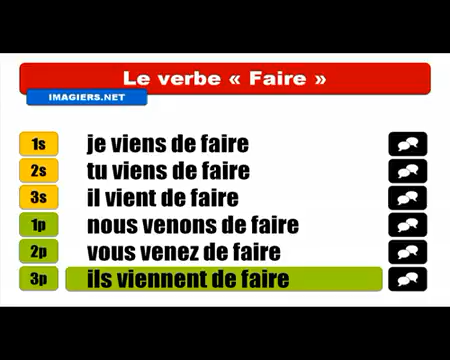 Le verbe « Faire »
IMAGIERS.NET
1s je viens de faire
2s tu viens de faire
3s il vient de faire
1p nous venons de faire
2p vous venez de faire
3p ils viennent de faire